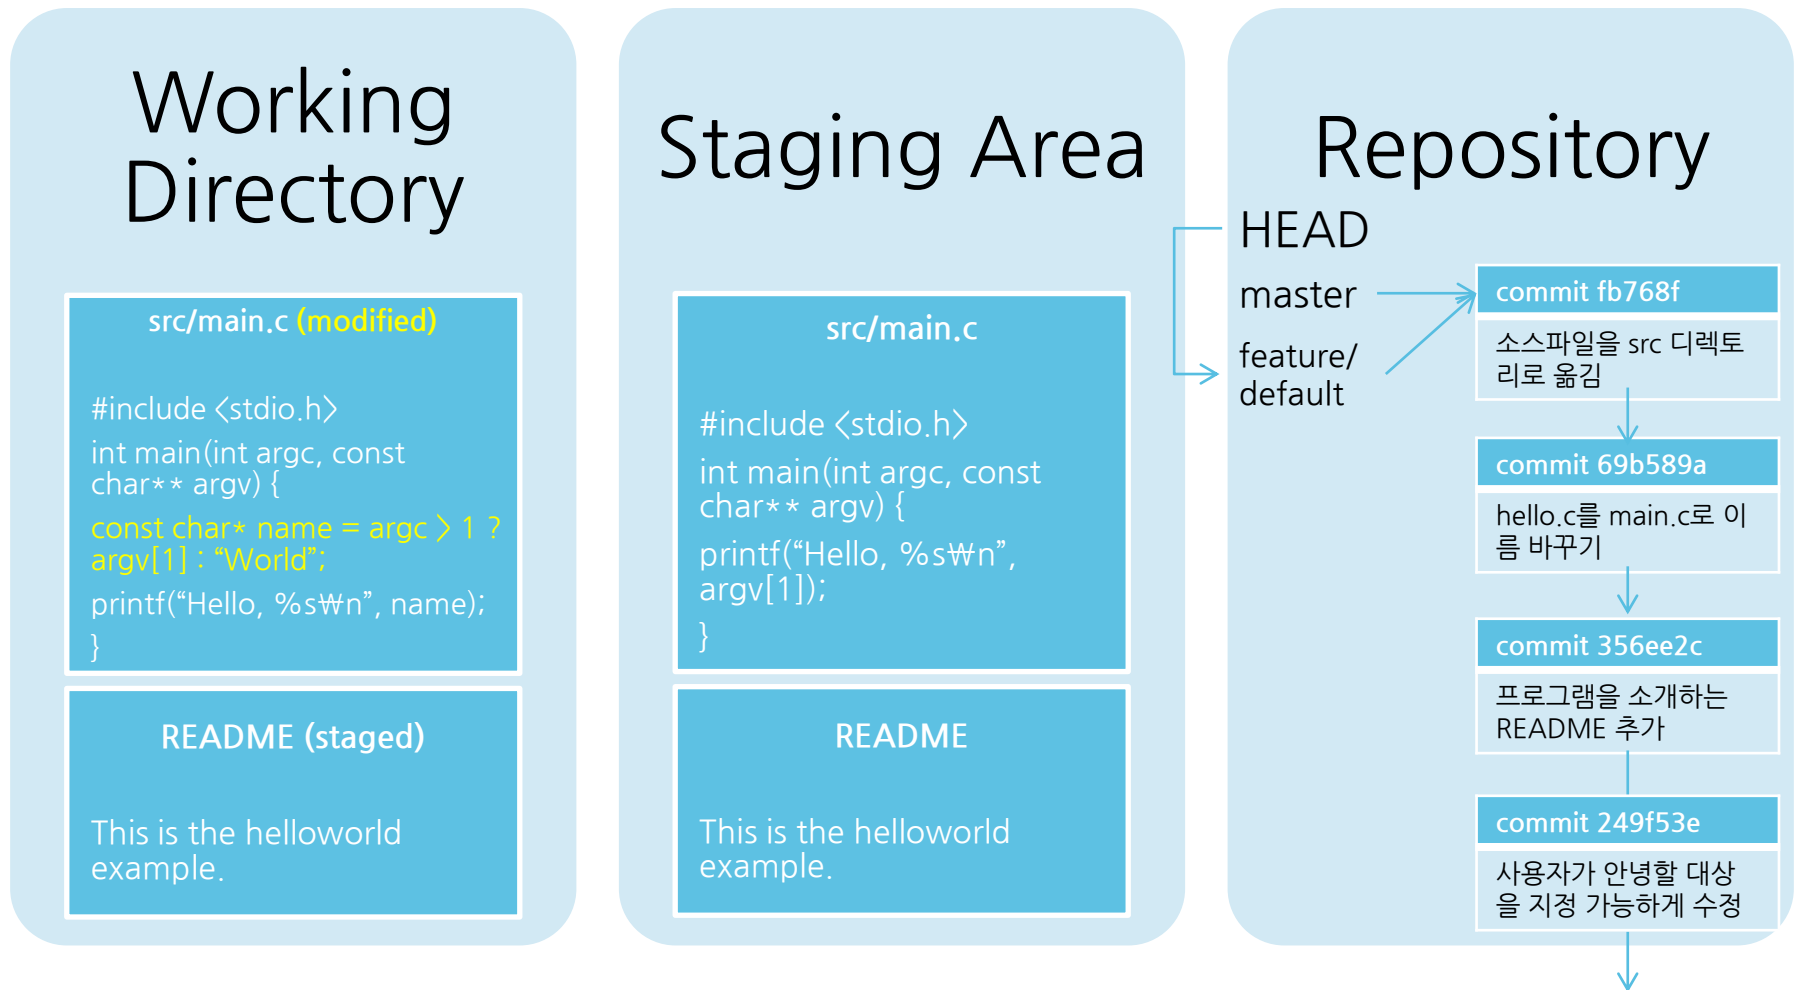 Working
Directory
src/main.c (modified)
#include <stdio.h>
int main(int argc, const
char** argv) {
const char* name = argc > 1 ?
argv[1] : “World”;
printf(“Hello, %s₩n”, name);
}
README (staged)
This is the helloworld
example.
Staging Area
src/main.c
#include <stdio.h>
int main(int argc, const
char** argv) {
printf(“Hello, %s₩n”,
argv[1]);
}
README
This is the helloworld
example.
Repository
HEAD
master
feature/
default
commit fb768f
소스파일을 src 디렉토
리로 옮김
commit 69b589a
hello.c를 main.c로 이
름 바꾸기
commit 356ee2c
프로그램을 소개하는
README 추가
commit 249f53e
사용자가 안녕할 대상
을 지정 가능하게 수정